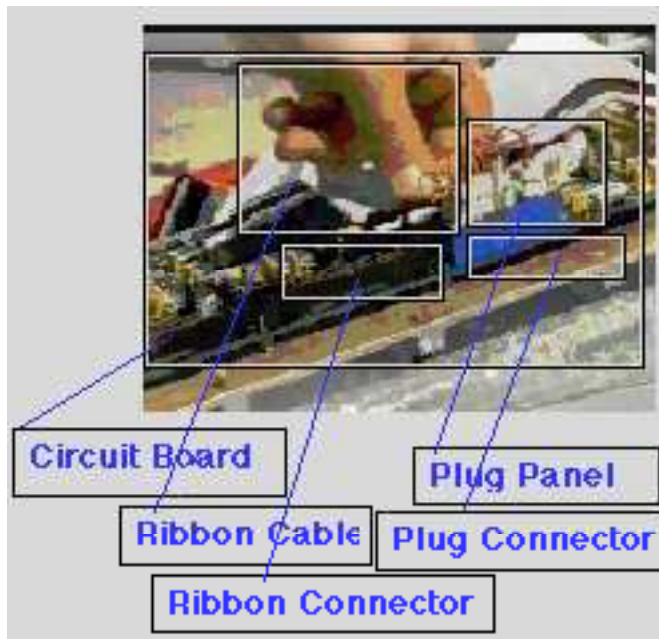 Circuit Board
Plug Panel
Ribbon Cable
Plug Connector
Ribbon Connector